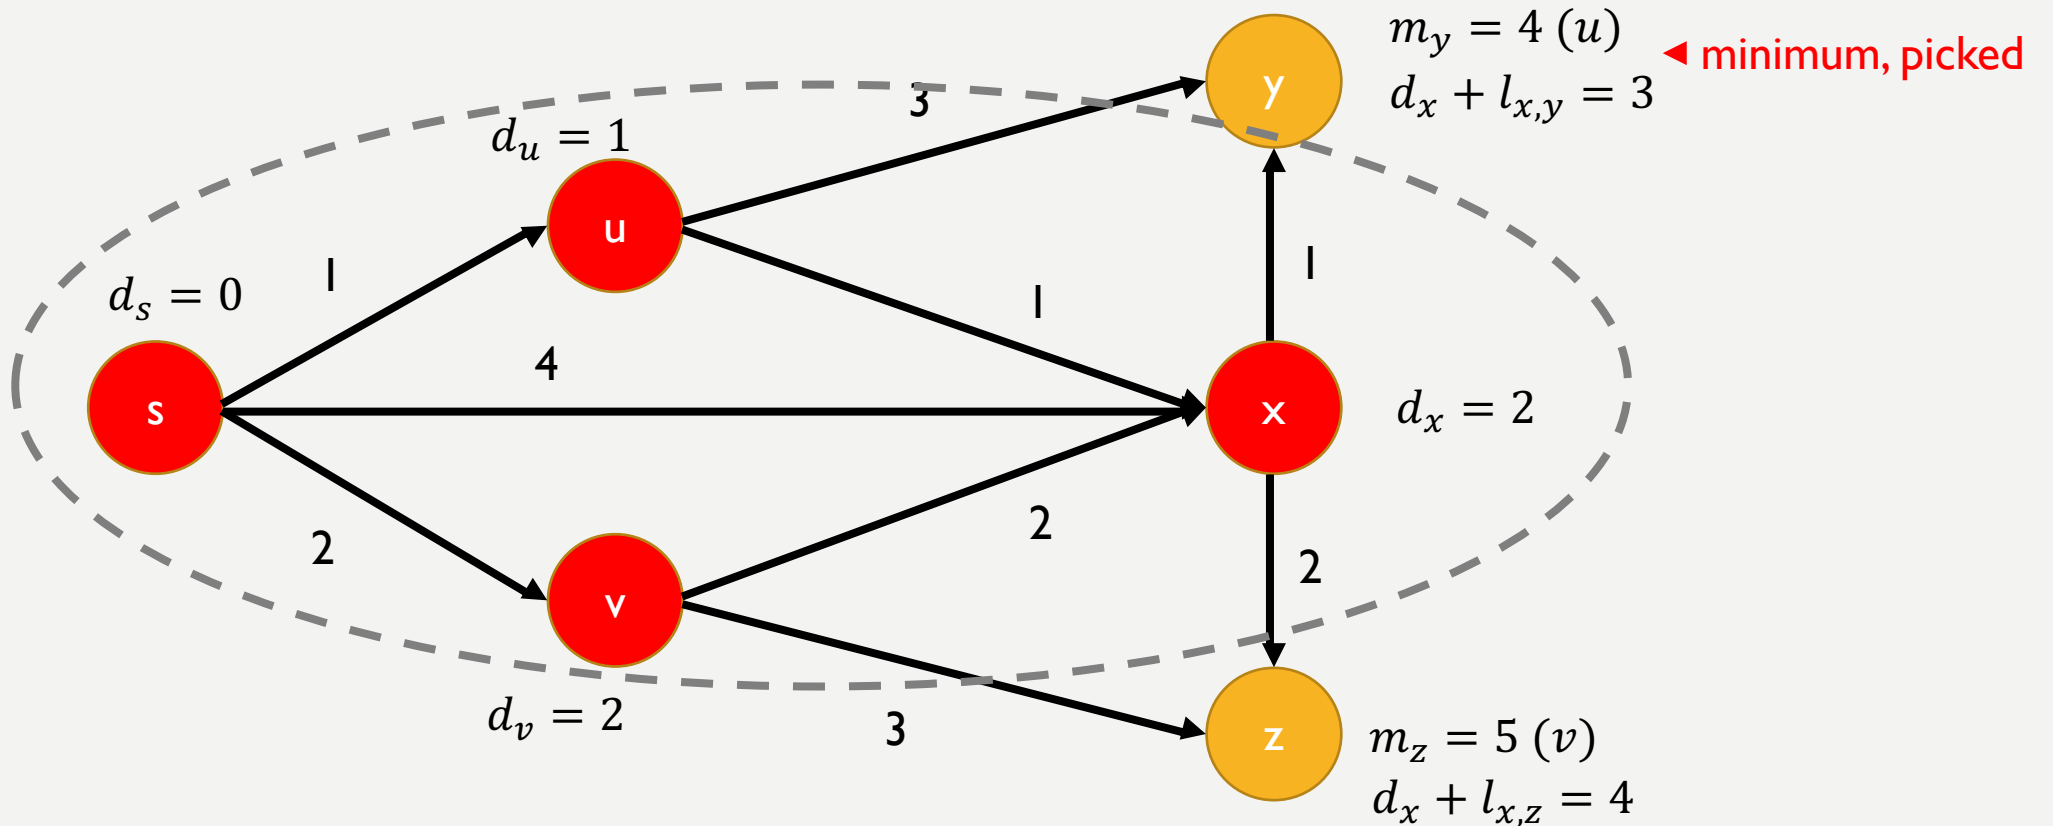 m_y = 4 (u)
◄ minimum, picked
d_x + l_{x,y} = 3
y
3
d_u = 1
u
1
d_s = 0
1
1
4
s
x
d_x = 2
2
2
2
v
d_v = 2
3
z
m_z = 5 (v)
d_x + l_{x,z} = 4